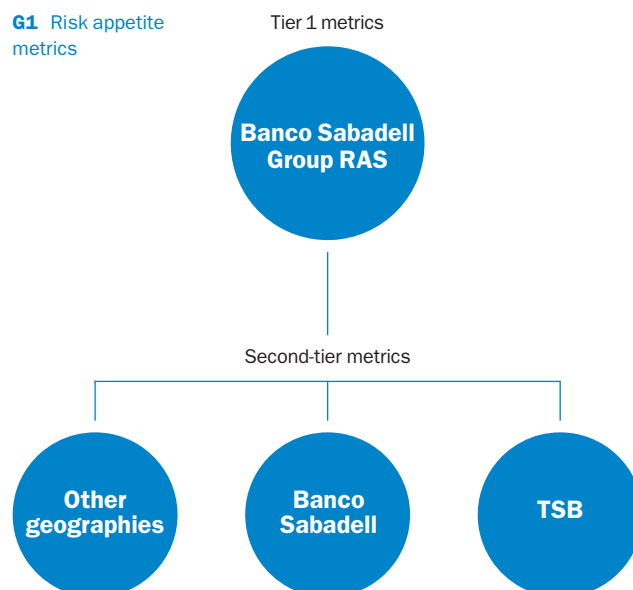 G1 Risk appetite
metrics
Tier 1 metrics
Banco Sabadell
Group RAS
Second-tier metrics
Other
geographies
Banco
Sabadell
TSB